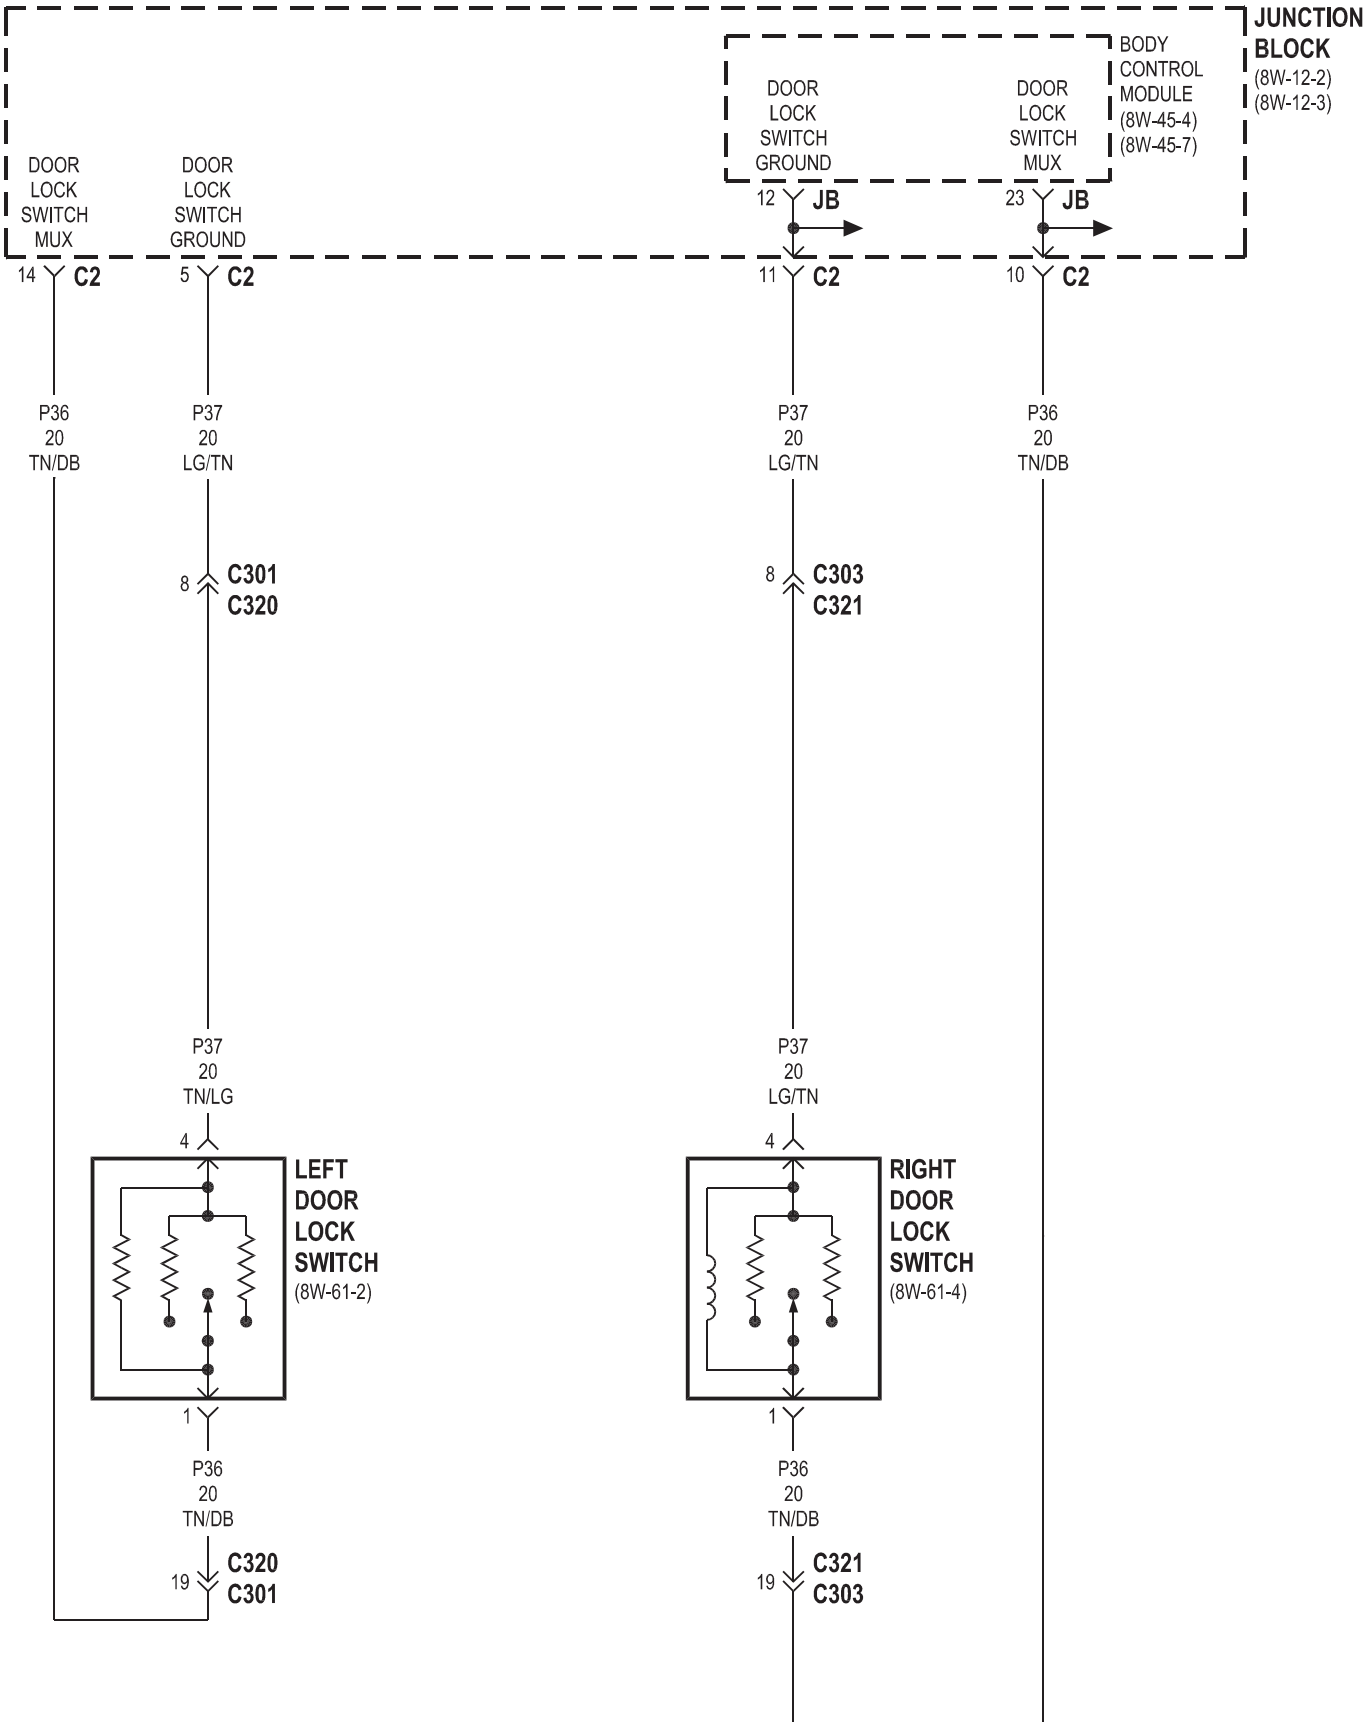 JUNCTION
BLOCK
(8W-12-2)
(8W-12-3)
BODY
CONTROL
MODULE
(8W-45-4)
(8W-45-7)
DOOR
LOCK
SWITCH
GROUND
DOOR
LOCK
SWITCH
MUX
DOOR
LOCK
SWITCH
MUX
DOOR
LOCK
SWITCH
GROUND
12 JB
23 JB
14 C2
5 C2
11 C2
10 C2
P36
20
TN/DB
P37
20
LG/TN
P37
20
LG/TN
P36
20
TN/DB
8 C301
C320
8 C303
C321
P37
20
TN/LG
P37
20
LG/TN
4
4
LEFT
DOOR
LOCK
SWITCH
(8W-61-2)
RIGHT
DOOR
LOCK
SWITCH
(8W-61-4)
1
1
P36
20
TN/DB
P36
20
TN/DB
19 C320
C301
19 C321
C303